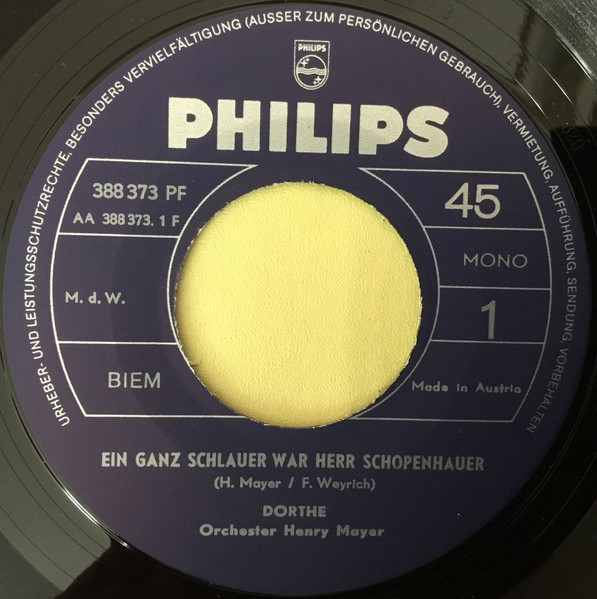 URHEBER- UND LEISTUNGSSCHUTZRECHTE, BESONDERS VERVIELFÄLTIGUNG (AUSSER ZUM PERSÖNLICHEN GEBRAUCH), VERMIETUNG, AUFFÜHRUNG, SENDUNG, VORBEHALTEN
PHILIPS
PHILIPS
388 373 PF
AA 388 373. 1 F
45
MONO
M. d. W.
1
BIEM
Made in Austria
EIN GANZ SCHLAUER WAR HERR SCHOPENHAUER
(H. Mayer / F. Weyrich)
DORTHE
Orchester Henry Mayer